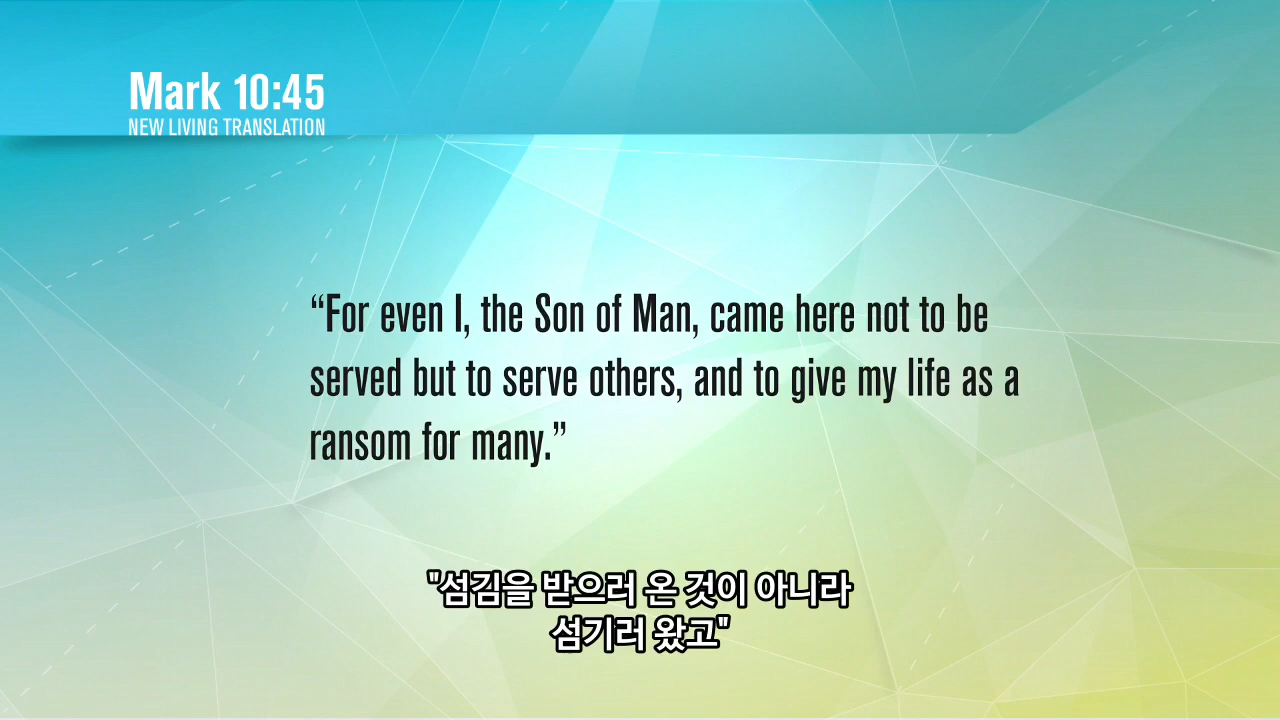 Mark 10:45
NEW LIVING TRANSLATION
“For even I, the Son of Man, came here not to be
served but to serve others, and to give my life as a
ransom for many.”
"섬김을 받으러 온 것이 아니라
섬기러 왔고"